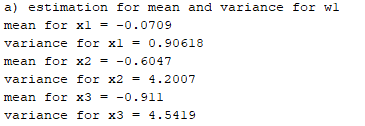 a) estimation for mean and variance for w1
mean for x1 = -0.0709
variance for x1 = 0.90618
mean for x2 = -0.6047
variance for x2 = 4.2007
mean for x3 = -0.911
variance for x3 = 4.5419